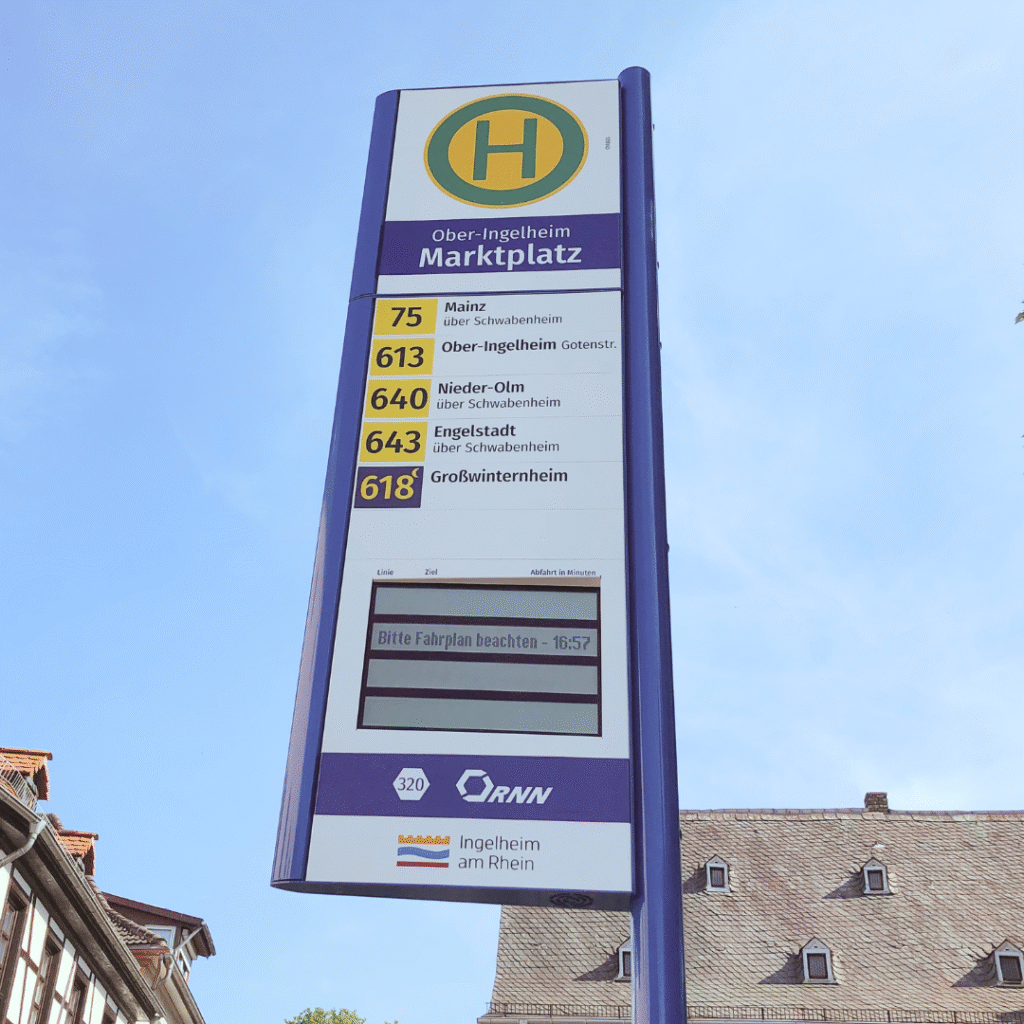 H
Ober-Ingelheim
Marktplatz
75 Mainz
über Schwabenheim
613 Ober-Ingelheim Gotenstr.
640 Nieder-Olm
über Schwabenheim
643 Engelstadt
über Schwabenheim
618 Großwinternheim
Linie Ziel Abfahrt in Minuten
Bitte Fahrplan beachten - 16:57
320 RNN
Ingelheim
am Rhein